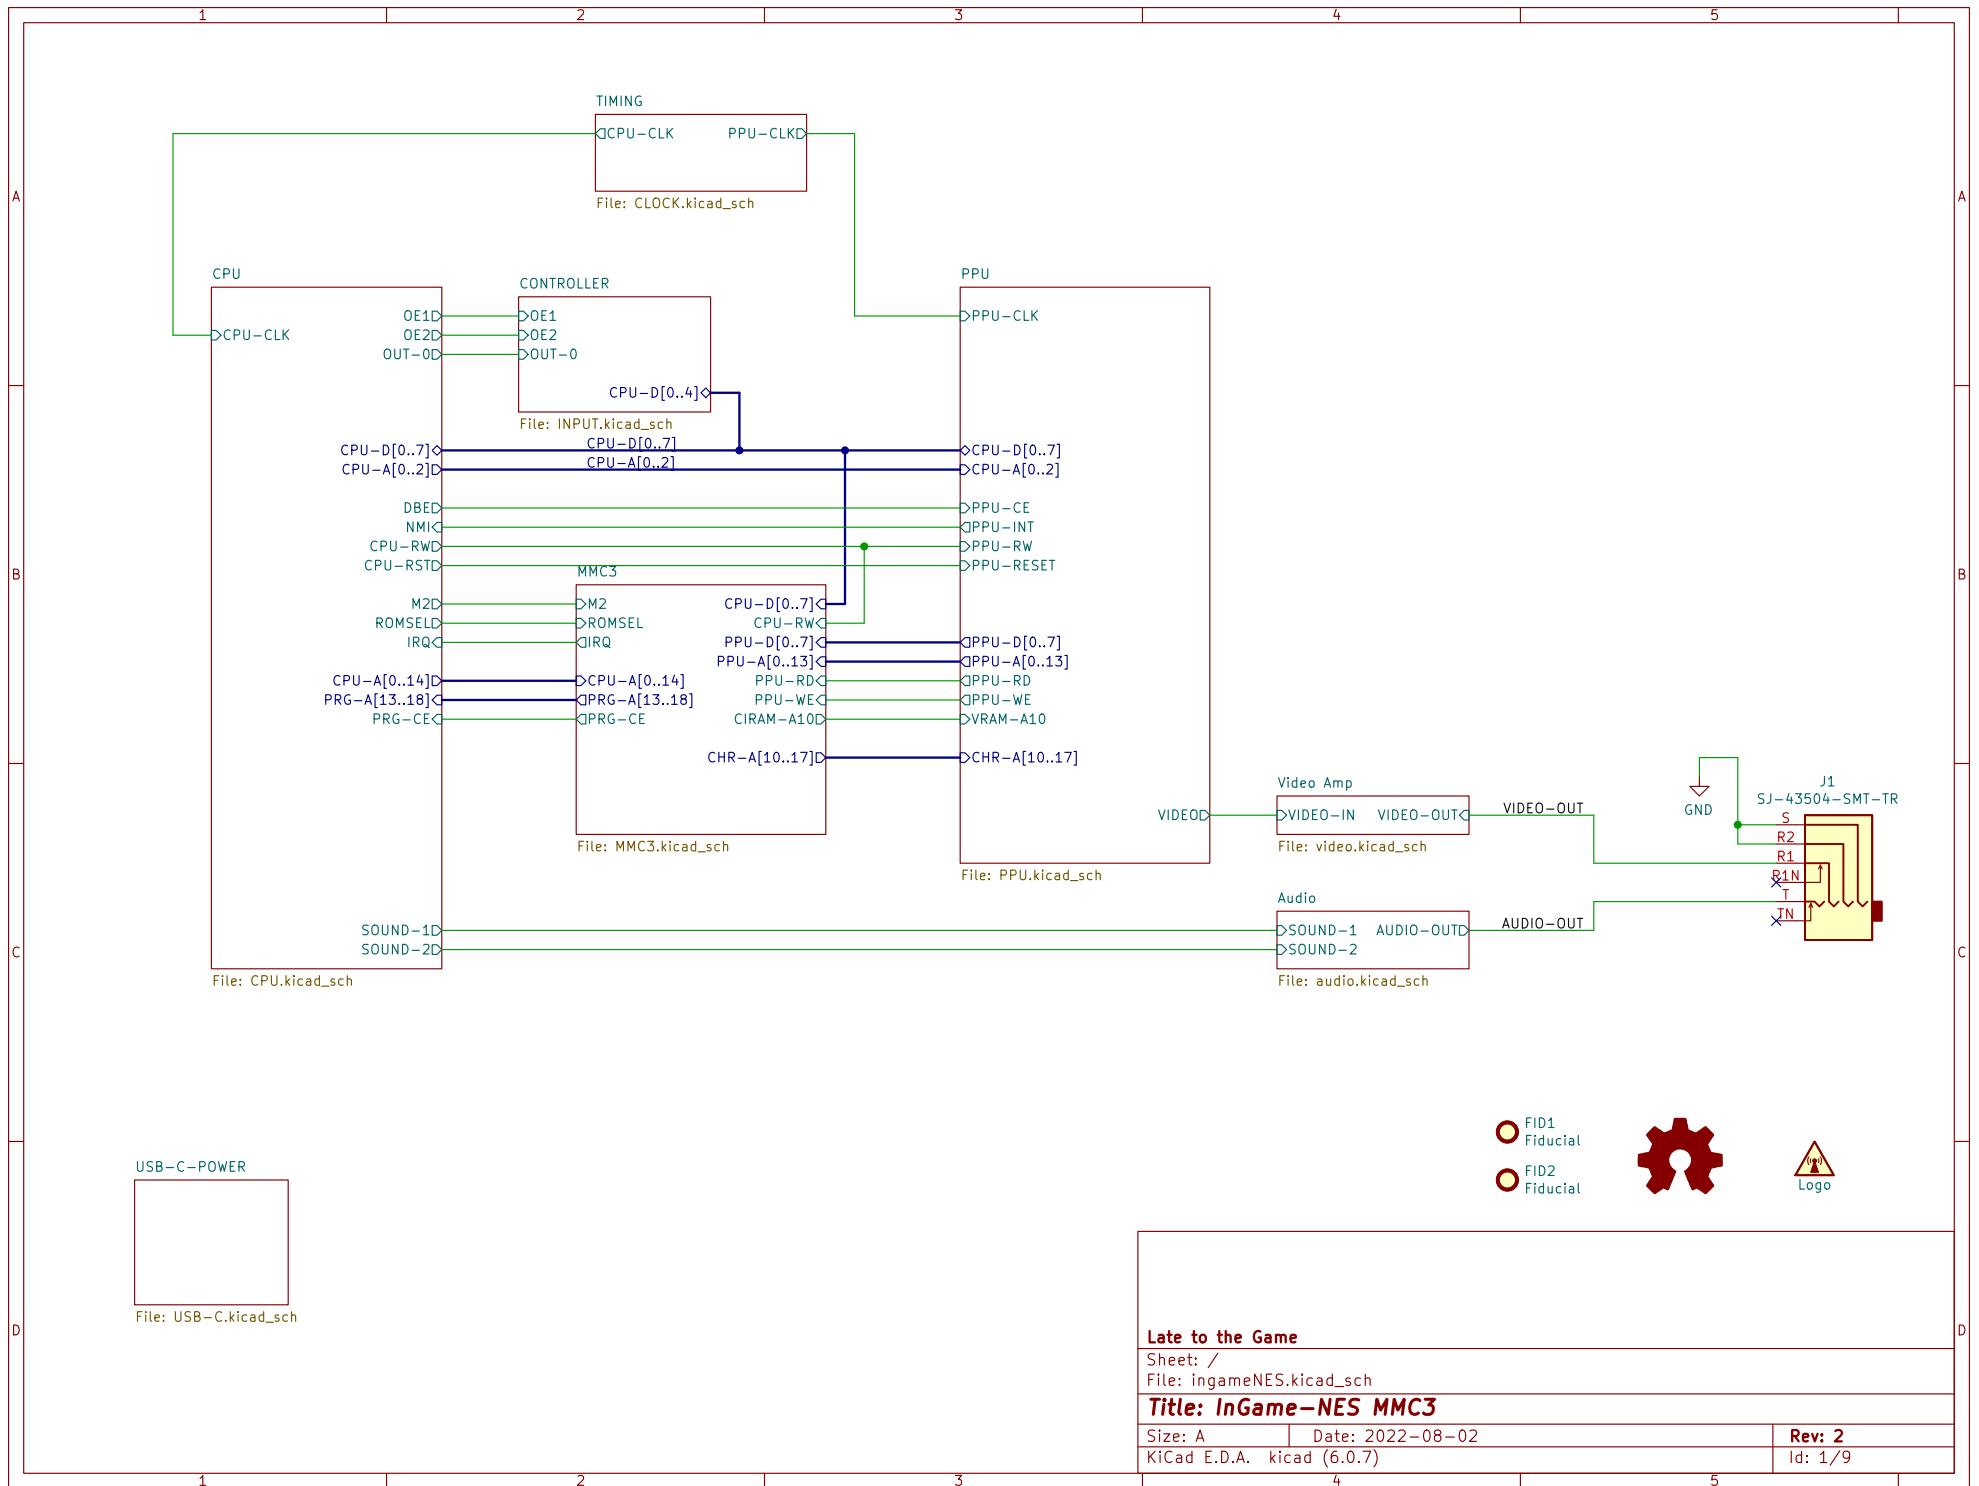 1 2 3 4 5
TIMING
CPU-CLK PPU-CLK
File: CLOCK.kicad_sch
A A
CPU
CPU-CLK
OE1
OE2
OUT-0
CPU-D[0..7]
CPU-A[0..2]
DBE
NMI
CPU-RW
CPU-RST
M2
ROMSEL
IRQ
CPU-A[0..14]
PRG-A[13..18]
PRG-CE
SOUND-1
SOUND-2
File: CPU.kicad_sch
CONTROLLER
OE1
OE2
OUT-0
CPU-D[0..4]
File: INPUT.kicad_sch
CPU-D[0..7]
CPU-A[0..2]
B B
MMC3
M2
ROMSEL
IRQ
CPU-A[0..14]
PRG-A[13..18]
PRG-CE
CPU-D[0..7]
CPU-RW
PPU-D[0..7]
PPU-A[0..13]
PPU-RD
PPU-WE
CIRAM-A10
CHR-A[10..17]
File: MMC3.kicad_sch
PPU
PPU-CLK
CPU-D[0..7]
CPU-A[0..2]
PPU-CE
PPU-INT
PPU-RW
PPU-RESET
PPU-D[0..7]
PPU-A[0..13]
PPU-RD
PPU-WE
VRAM-A10
CHR-A[10..17]
VIDEO
File: PPU.kicad_sch
Video Amp
VIDEO-IN VIDEO-OUT
File: video.kicad_sch
VIDEO-OUT
Audio
SOUND-1 AUDIO-OUT
SOUND-2
File: audio.kicad_sch
AUDIO-OUT
GND
J1
SJ-43504-SMT-TR
S
R2
R1
R1N
T
TN
C C
FID1
Fiducial
FID2
Fiducial
Logo
USB-C-POWER
File: USB-C.kicad_sch
D D
Late to the Game
Sheet: /
File: ingameNES.kicad_sch
Title: InGame-NES MMC3
Size: A Date: 2022-08-02 Rev: 2
KiCad E.D.A. kicad (6.0.7) Id: 1/9
1 2 3 4 5